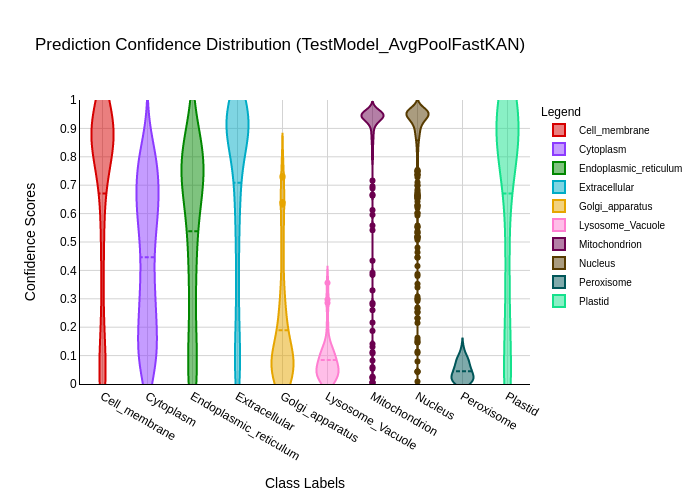 Prediction Confidence Distribution (TestModel_AvgPoolFastKAN)
1
0.9
0.8
0.7
0.6
0.5
0.4
0.3
0.2
0.1
0
Confidence Scores
Cell_membrane
Cytoplasm
Endoplasmic_reticulum
Extracellular
Golgi_apparatus
Lysosome_Vacuole
Mitochondrion
Nucleus
Peroxisome
Plastid
Class Labels
Legend
Cell_membrane
Cytoplasm
Endoplasmic_reticulum
Extracellular
Golgi_apparatus
Lysosome_Vacuole
Mitochondrion
Nucleus
Peroxisome
Plastid